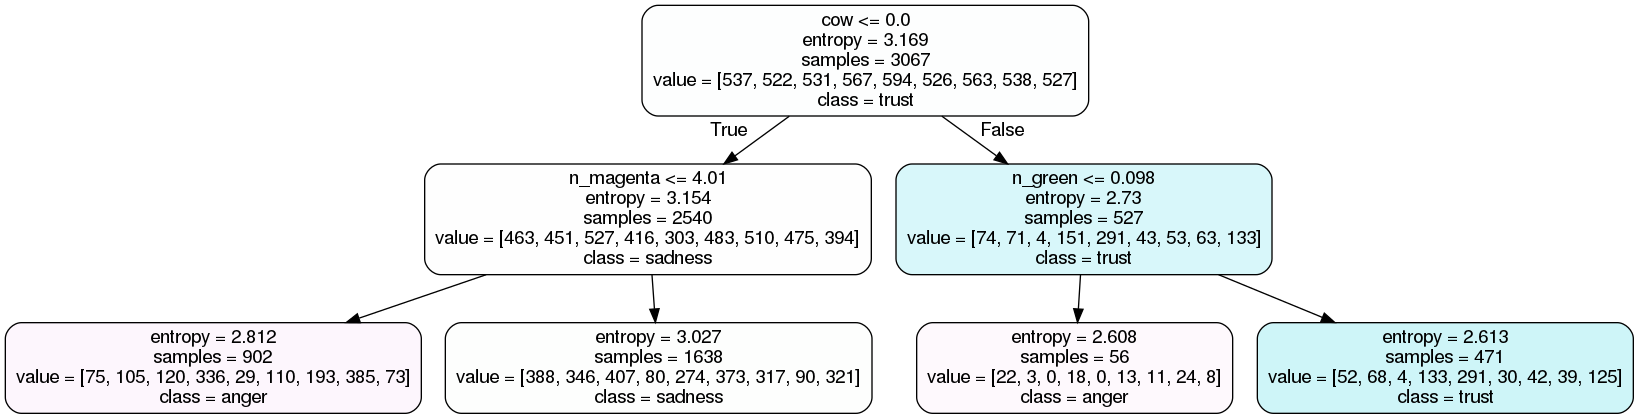 cow <= 0.0
entropy = 3.169
samples = 3067
value = [537, 522, 531, 567, 594, 526, 563, 538, 527]
class = trust
True
False
n_magenta <= 4.01
entropy = 3.154
samples = 2540
value = [463, 451, 527, 416, 303, 483, 510, 475, 394]
class = sadness
n_green <= 0.098
entropy = 2.73
samples = 527
value = [74, 71, 4, 151, 291, 43, 53, 63, 133]
class = trust
entropy = 2.812
samples = 902
value = [75, 105, 120, 336, 29, 110, 193, 385, 73]
class = anger
entropy = 3.027
samples = 1638
value = [388, 346, 407, 80, 274, 373, 317, 90, 321]
class = sadness
entropy = 2.608
samples = 56
value = [22, 3, 0, 18, 0, 13, 11, 24, 8]
class = anger
entropy = 2.613
samples = 471
value = [52, 68, 4, 133, 291, 30, 42, 39, 125]
class = trust